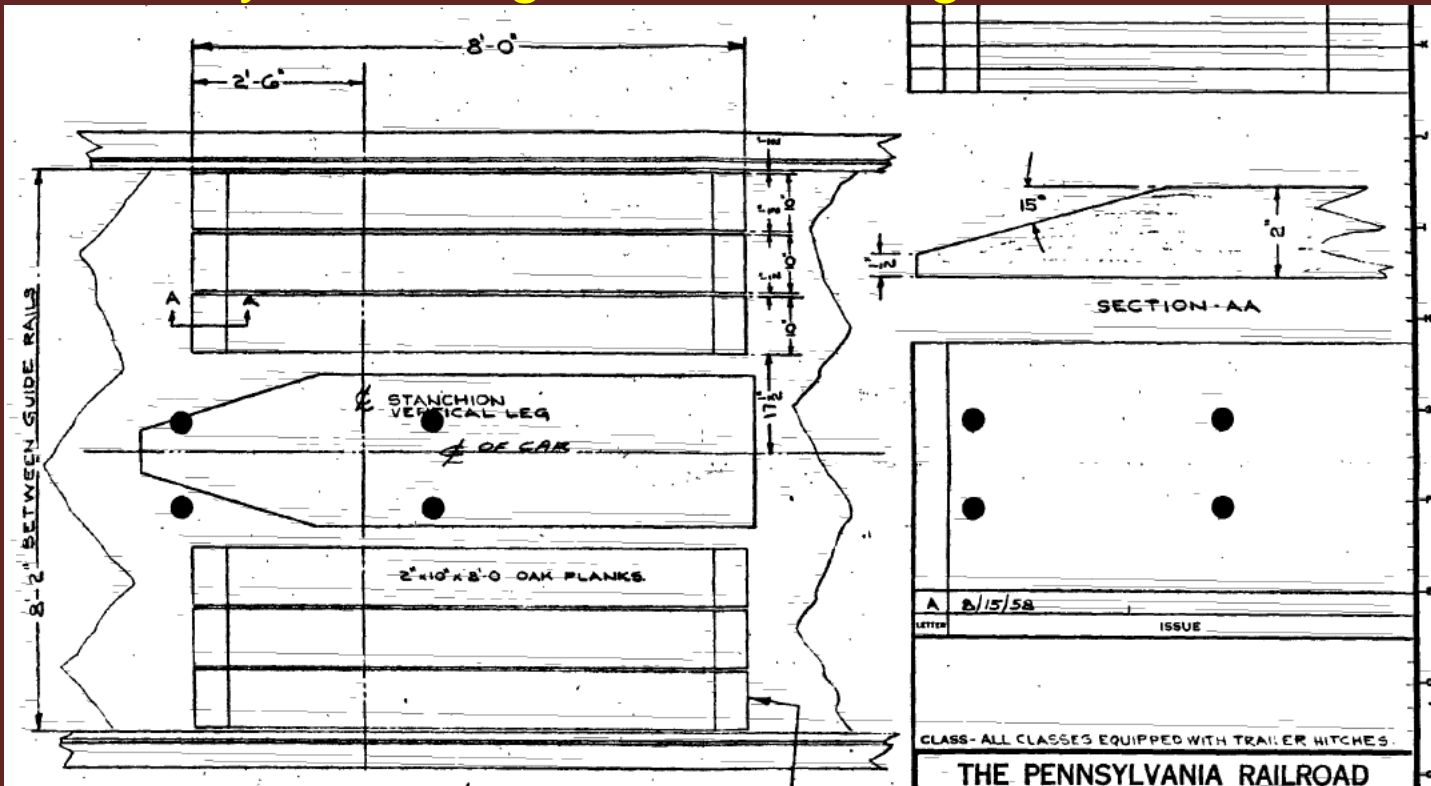 8'-0"
2'-6"
10"
10"
10"
17½"
8'-2" BETWEEN GUIDE RAILS
A A
℄ STANCHION
VERTICAL LEG
℄ OF CAR
2"x10"x8'-0 OAK PLANKS.
15°
2"
½"
SECTION-AA
A 8/15/58
LETTER ISSUE
CLASS-ALL CLASSES EQUIPPED WITH TRAILER HITCHES.
THE PENNSYLVANIA RAILROAD